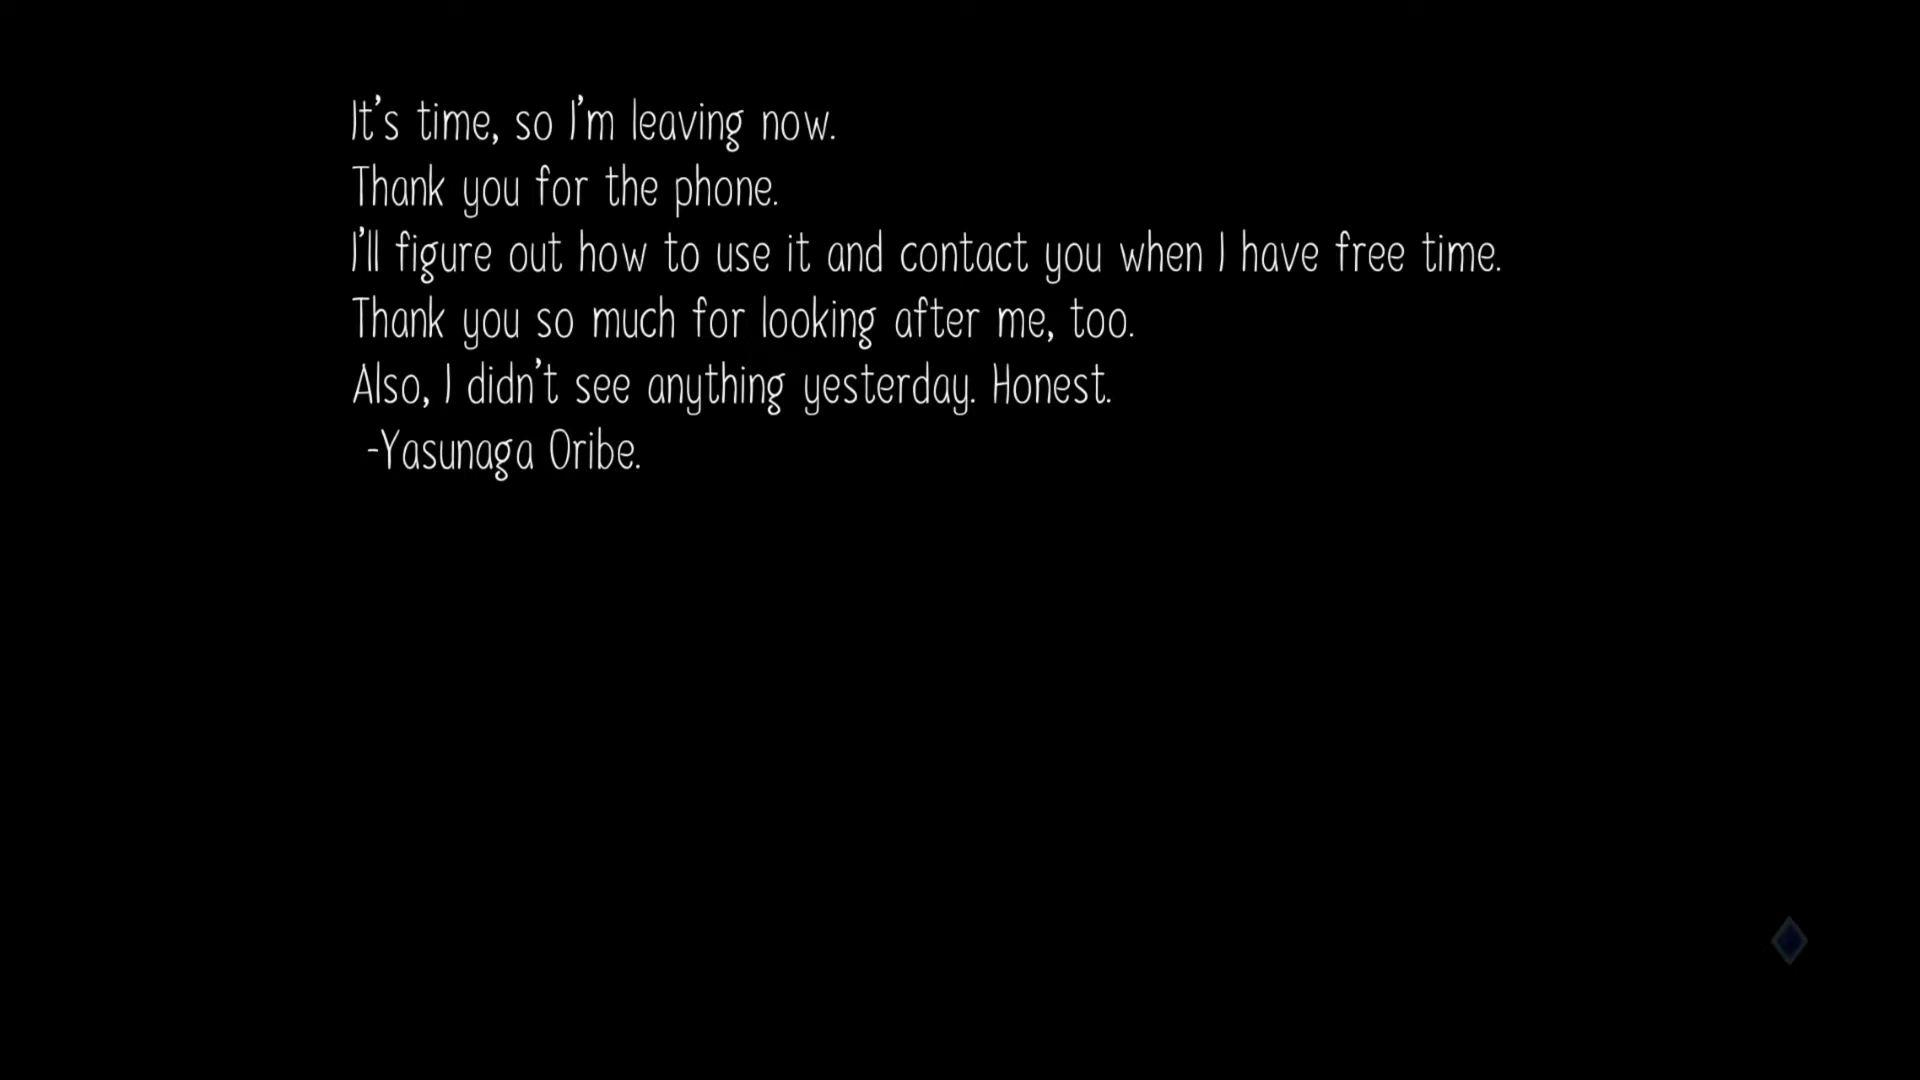 It's time, so I'm leaving now.
Thank you for the phone.
I'll figure out how to use it and contact you when I have free time.
Thank you so much for looking after me, too.
Also, I didn't see anything yesterday. Honest.
-Yasunaga Oribe.